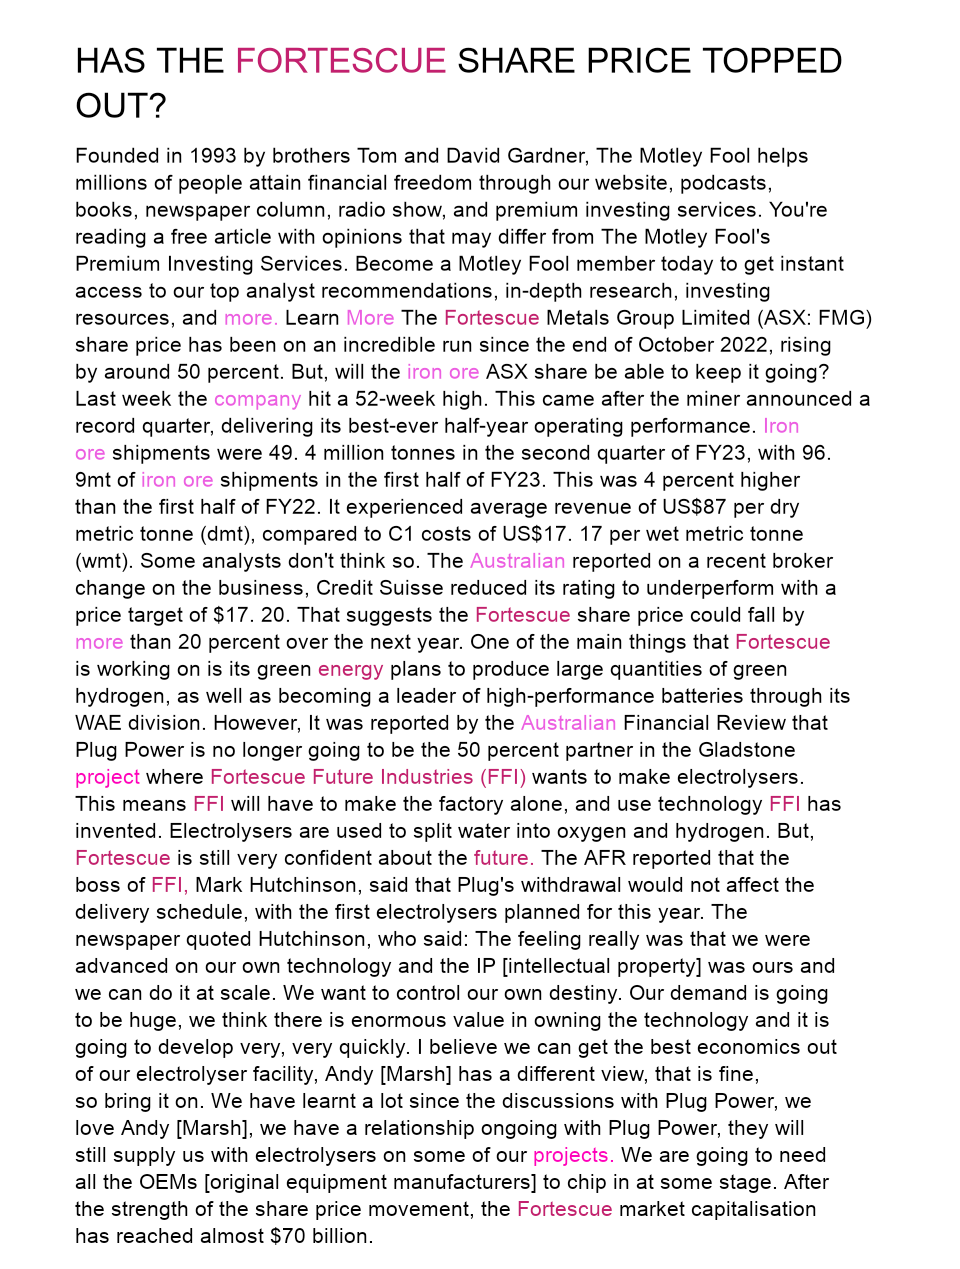 HAS THE FORTESCUE SHARE PRICE TOPPED
OUT?
Founded in 1993 by brothers Tom and David Gardner, The Motley Fool helps
millions of people attain financial freedom through our website, podcasts,
books, newspaper column, radio show, and premium investing services. You're
reading a free article with opinions that may differ from The Motley Fool's
Premium Investing Services. Become a Motley Fool member today to get instant
access to our top analyst recommendations, in-depth research, investing
resources, and more. Learn More The Fortescue Metals Group Limited (ASX: FMG)
share price has been on an incredible run since the end of October 2022, rising
by around 50 percent. But, will the iron ore ASX share be able to keep it going?
Last week the company hit a 52-week high. This came after the miner announced a
record quarter, delivering its best-ever half-year operating performance. Iron
ore shipments were 49. 4 million tonnes in the second quarter of FY23, with 96.
9mt of iron ore shipments in the first half of FY23. This was 4 percent higher
than the first half of FY22. It experienced average revenue of US$87 per dry
metric tonne (dmt), compared to C1 costs of US$17. 17 per wet metric tonne
(wmt). Some analysts don't think so. The Australian reported on a recent broker
change on the business, Credit Suisse reduced its rating to underperform with a
price target of $17. 20. That suggests the Fortescue share price could fall by
more than 20 percent over the next year. One of the main things that Fortescue
is working on is its green energy plans to produce large quantities of green
hydrogen, as well as becoming a leader of high-performance batteries through its
WAE division. However, It was reported by the Australian Financial Review that
Plug Power is no longer going to be the 50 percent partner in the Gladstone
project where Fortescue Future Industries (FFI) wants to make electrolysers.
This means FFI will have to make the factory alone, and use technology FFI has
invented. Electrolysers are used to split water into oxygen and hydrogen. But,
Fortescue is still very confident about the future. The AFR reported that the
boss of FFI, Mark Hutchinson, said that Plug's withdrawal would not affect the
delivery schedule, with the first electrolysers planned for this year. The
newspaper quoted Hutchinson, who said: The feeling really was that we were
advanced on our own technology and the IP [intellectual property] was ours and
we can do it at scale. We want to control our own destiny. Our demand is going
to be huge, we think there is enormous value in owning the technology and it is
going to develop very, very quickly. I believe we can get the best economics out
of our electrolyser facility, Andy [Marsh] has a different view, that is fine,
so bring it on. We have learnt a lot since the discussions with Plug Power, we
love Andy [Marsh], we have a relationship ongoing with Plug Power, they will
still supply us with electrolysers on some of our projects. We are going to need
all the OEMs [original equipment manufacturers] to chip in at some stage. After
the strength of the share price movement, the Fortescue market capitalisation
has reached almost $70 billion.